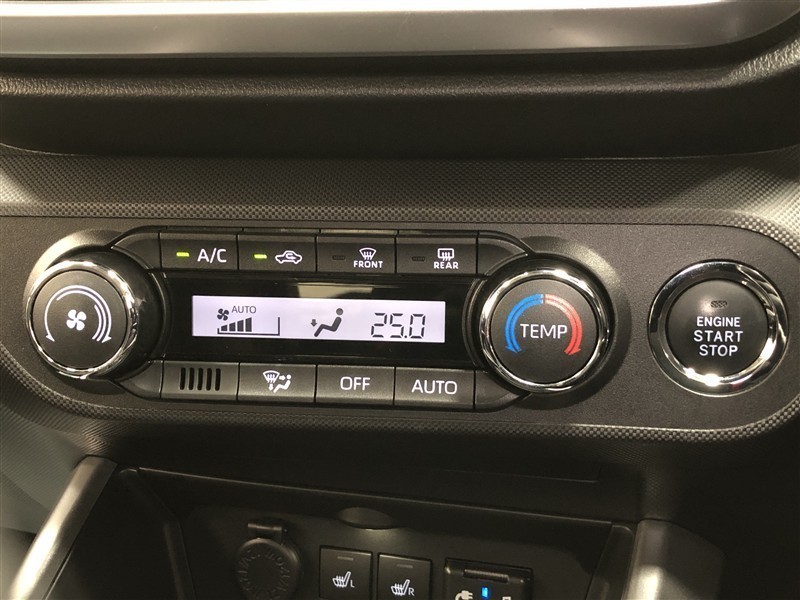 A/C
FRONT
REAR
AUTO
25.0
TEMP
ENGINE
START
STOP
OFF
AUTO
L
R